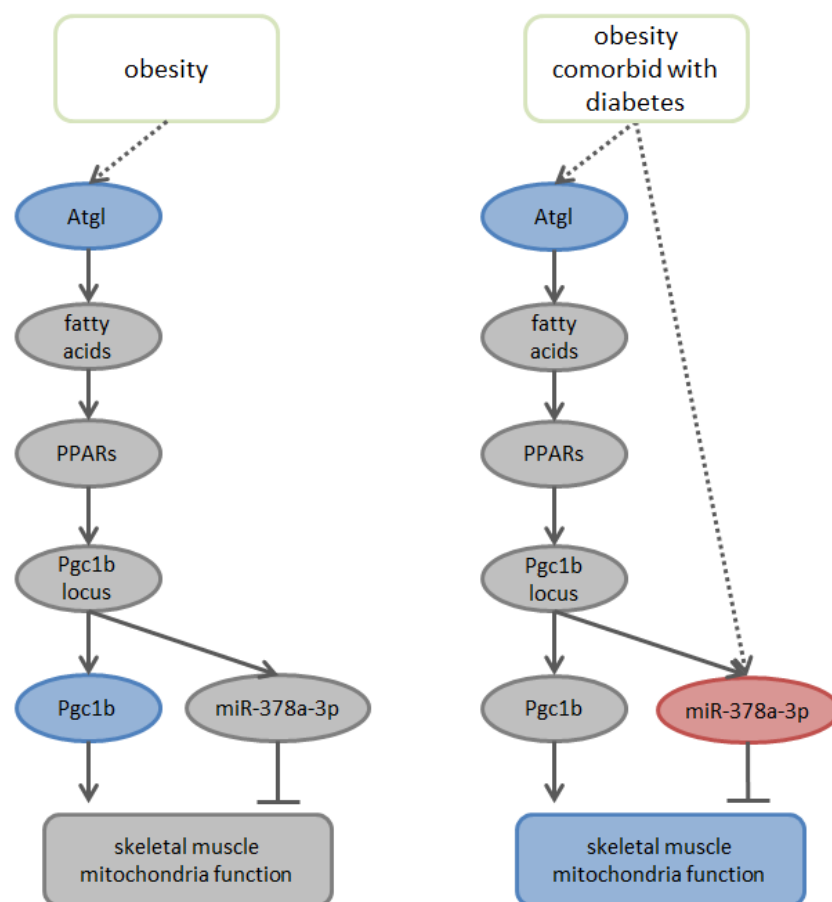 obesity
Atgl
fatty
acids
PPARs
Pgc1b
locus
Pgc1b
miR-378a-3p
skeletal muscle
mitochondria function
obesity
comorbid with
diabetes
Atgl
fatty
acids
PPARs
Pgc1b
locus
Pgc1b
miR-378a-3p
skeletal muscle
mitochondria function